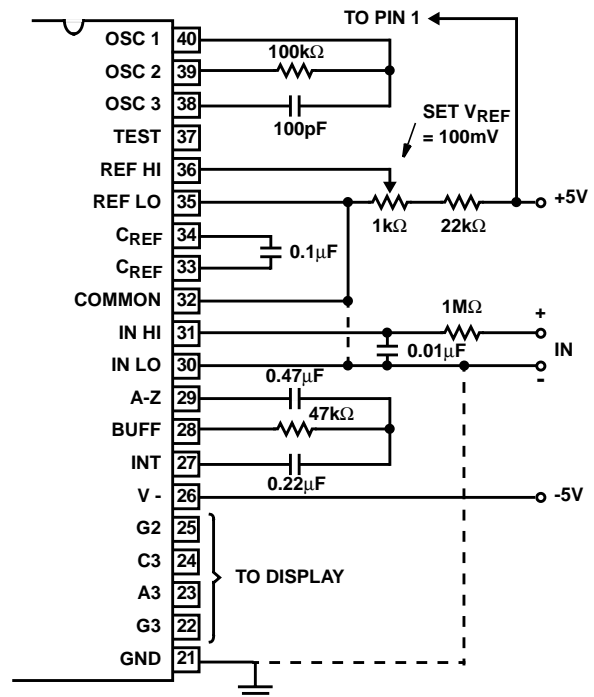 TO PIN 1
OSC 1 40
100kΩ
OSC 2 39
OSC 3 38
100pF
SET VREF
= 100mV
TEST 37
REF HI 36
REF LO 35
1kΩ 22kΩ +5V
CREF 34
0.1µF
CREF 33
COMMON 32
1MΩ
+
IN HI 31
0.01µF IN
IN LO 30
-
0.47µF
A-Z 29
47kΩ
BUFF 28
INT 27
0.22µF
V - 26 -5V
G2 25
C3 24
TO DISPLAY
A3 23
G3 22
GND 21